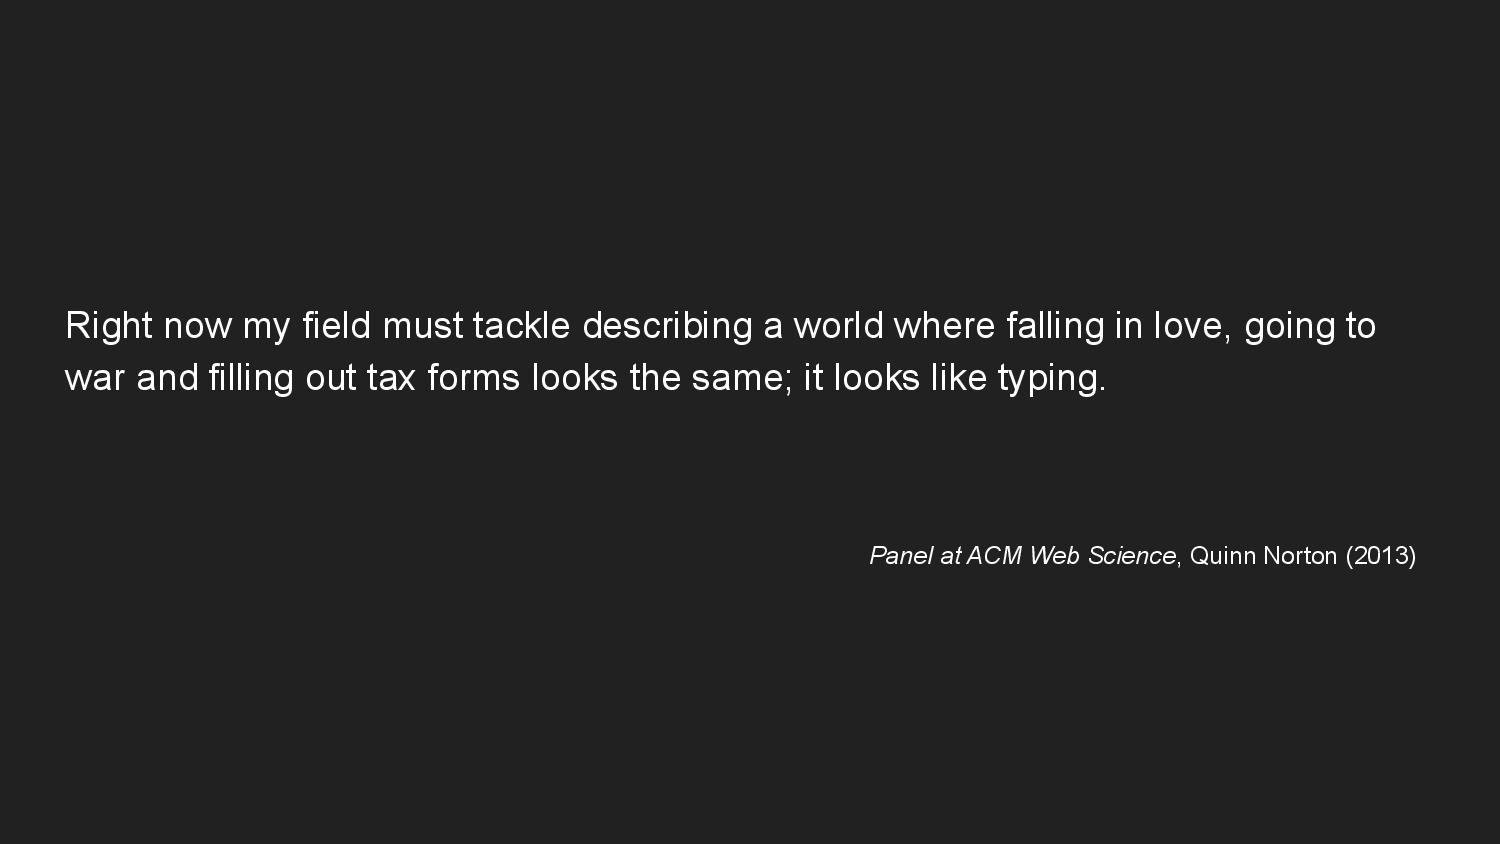 Right now my field must tackle describing a world where falling in love, going to
war and filling out tax forms looks the same; it looks like typing.
Panel at ACM Web Science, Quinn Norton (2013)